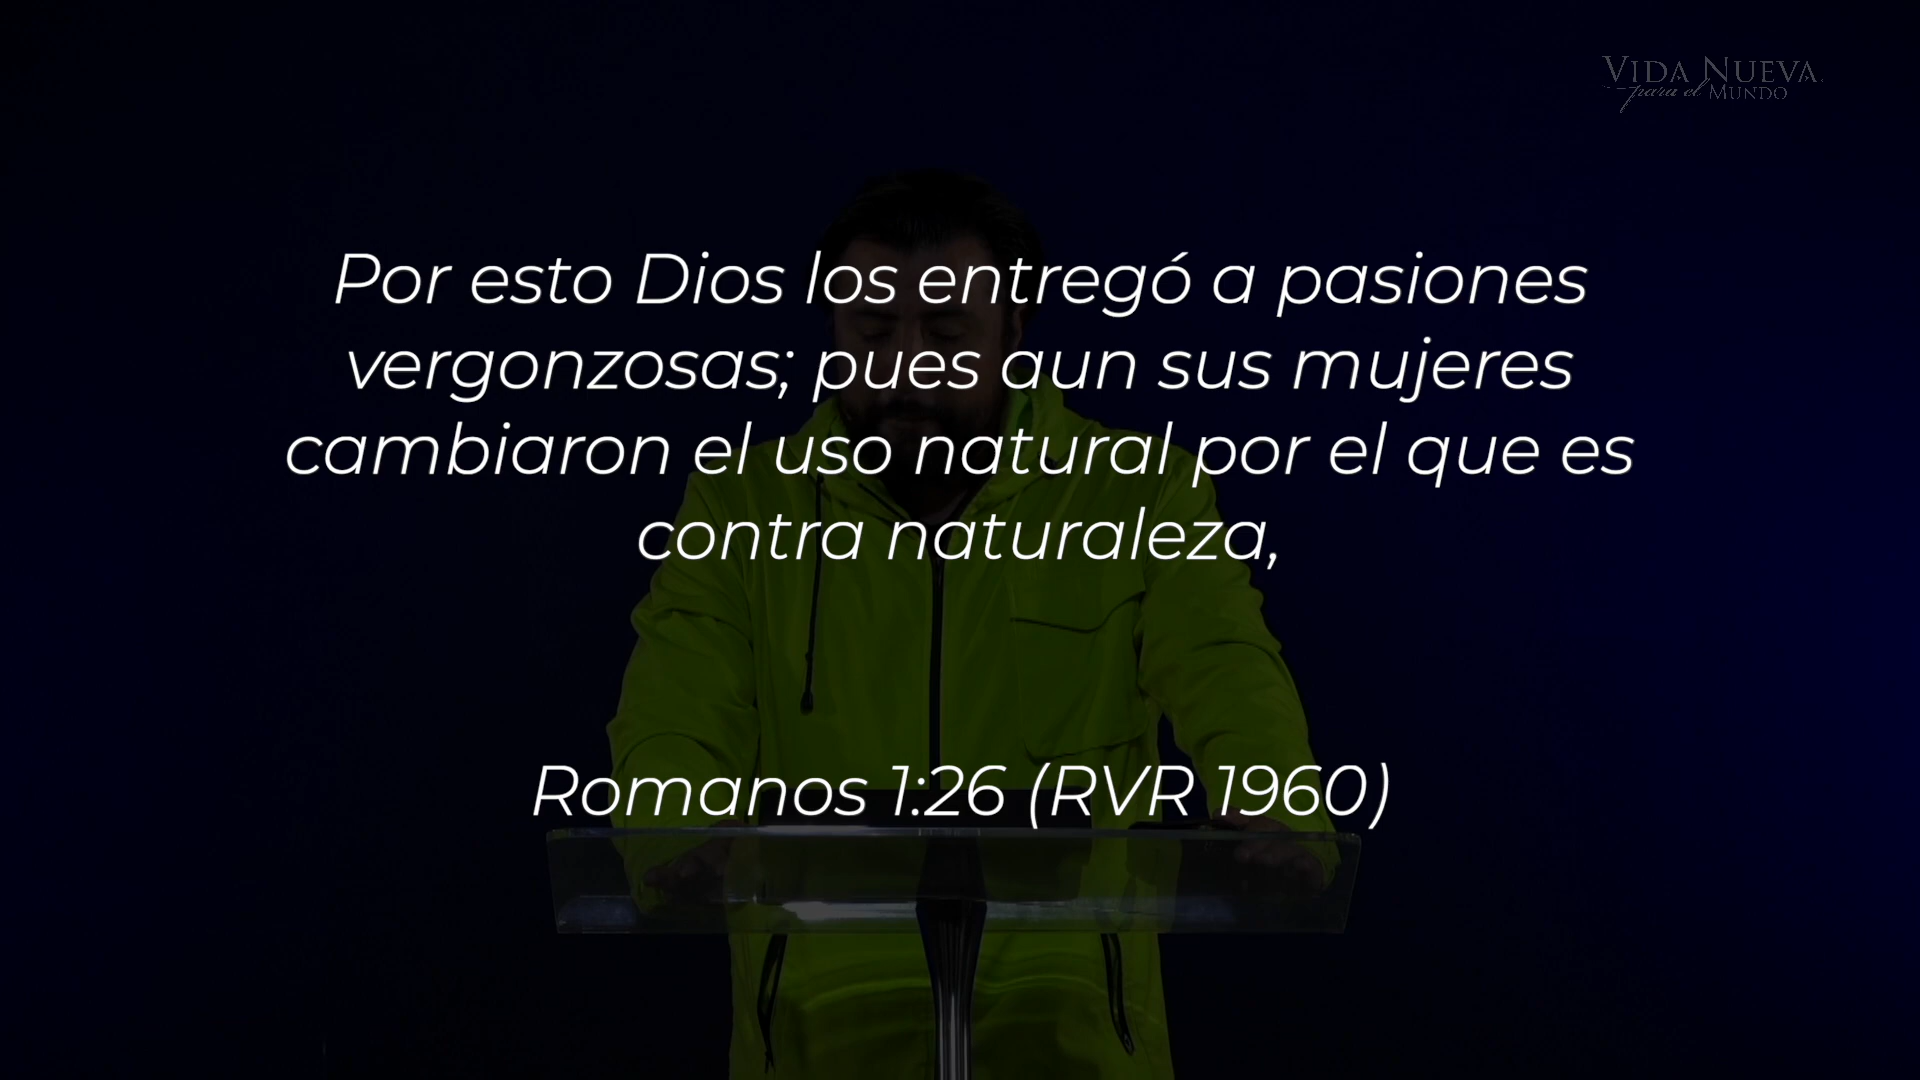 VIDA NUEVA
para el MUNDO
Por esto Dios los entregó a pasiones
vergonzosas; pues aun sus mujeres
cambiaron el uso natural por el que es
contra naturaleza,
Romanos 1:26 (RVR 1960)